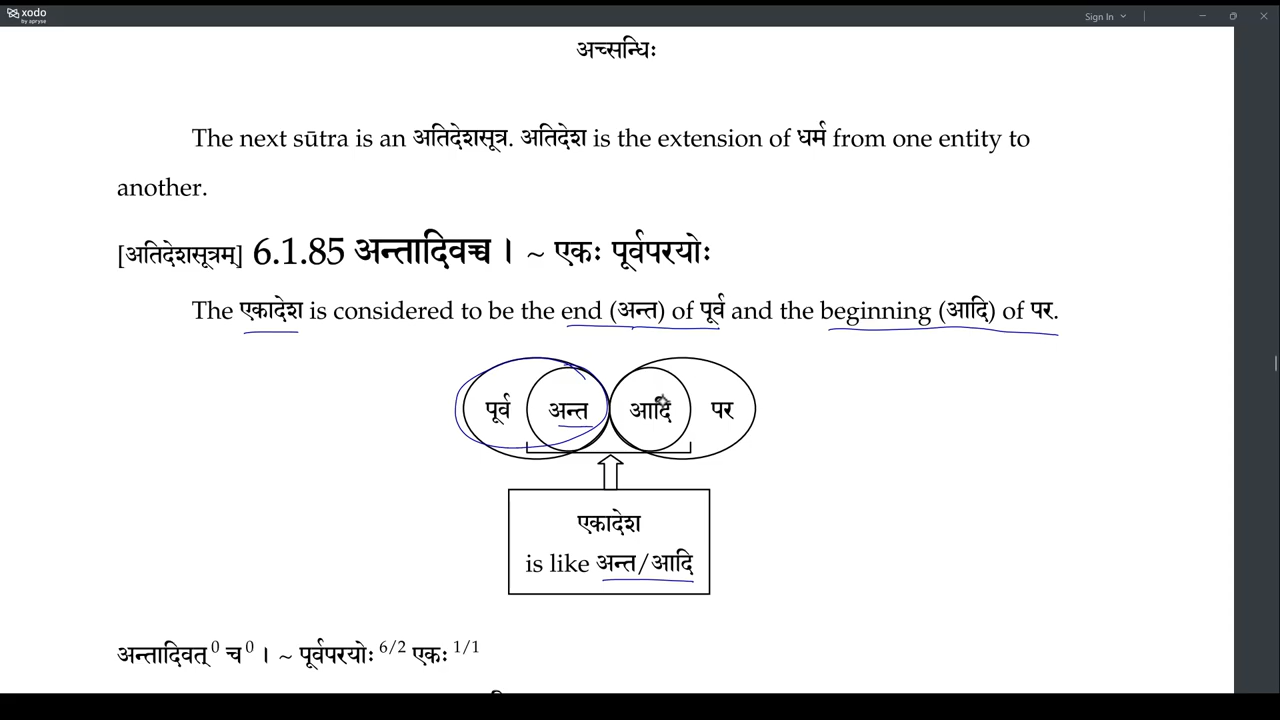 xodo
by apryse
Sign In
अच्सन्धिः
The next sūtra is an अतिदेशसूत्र. अतिदेश is the extension of धर्म from one entity to
another.
[अतिदेशसूत्रम्] 6.1.85 अन्तादिवच्च । ~ एकः पूर्वपरयोः
The एकादेश is considered to be the end (अन्त) of पूर्व and the beginning (आदि) of पर.
पूर्व अन्त आदि पर
एकादेश
is like अन्त/आदि
अन्तादिवत् 0 च 0 । ~ पूर्वपरयोः 6/2 एकः 1/1